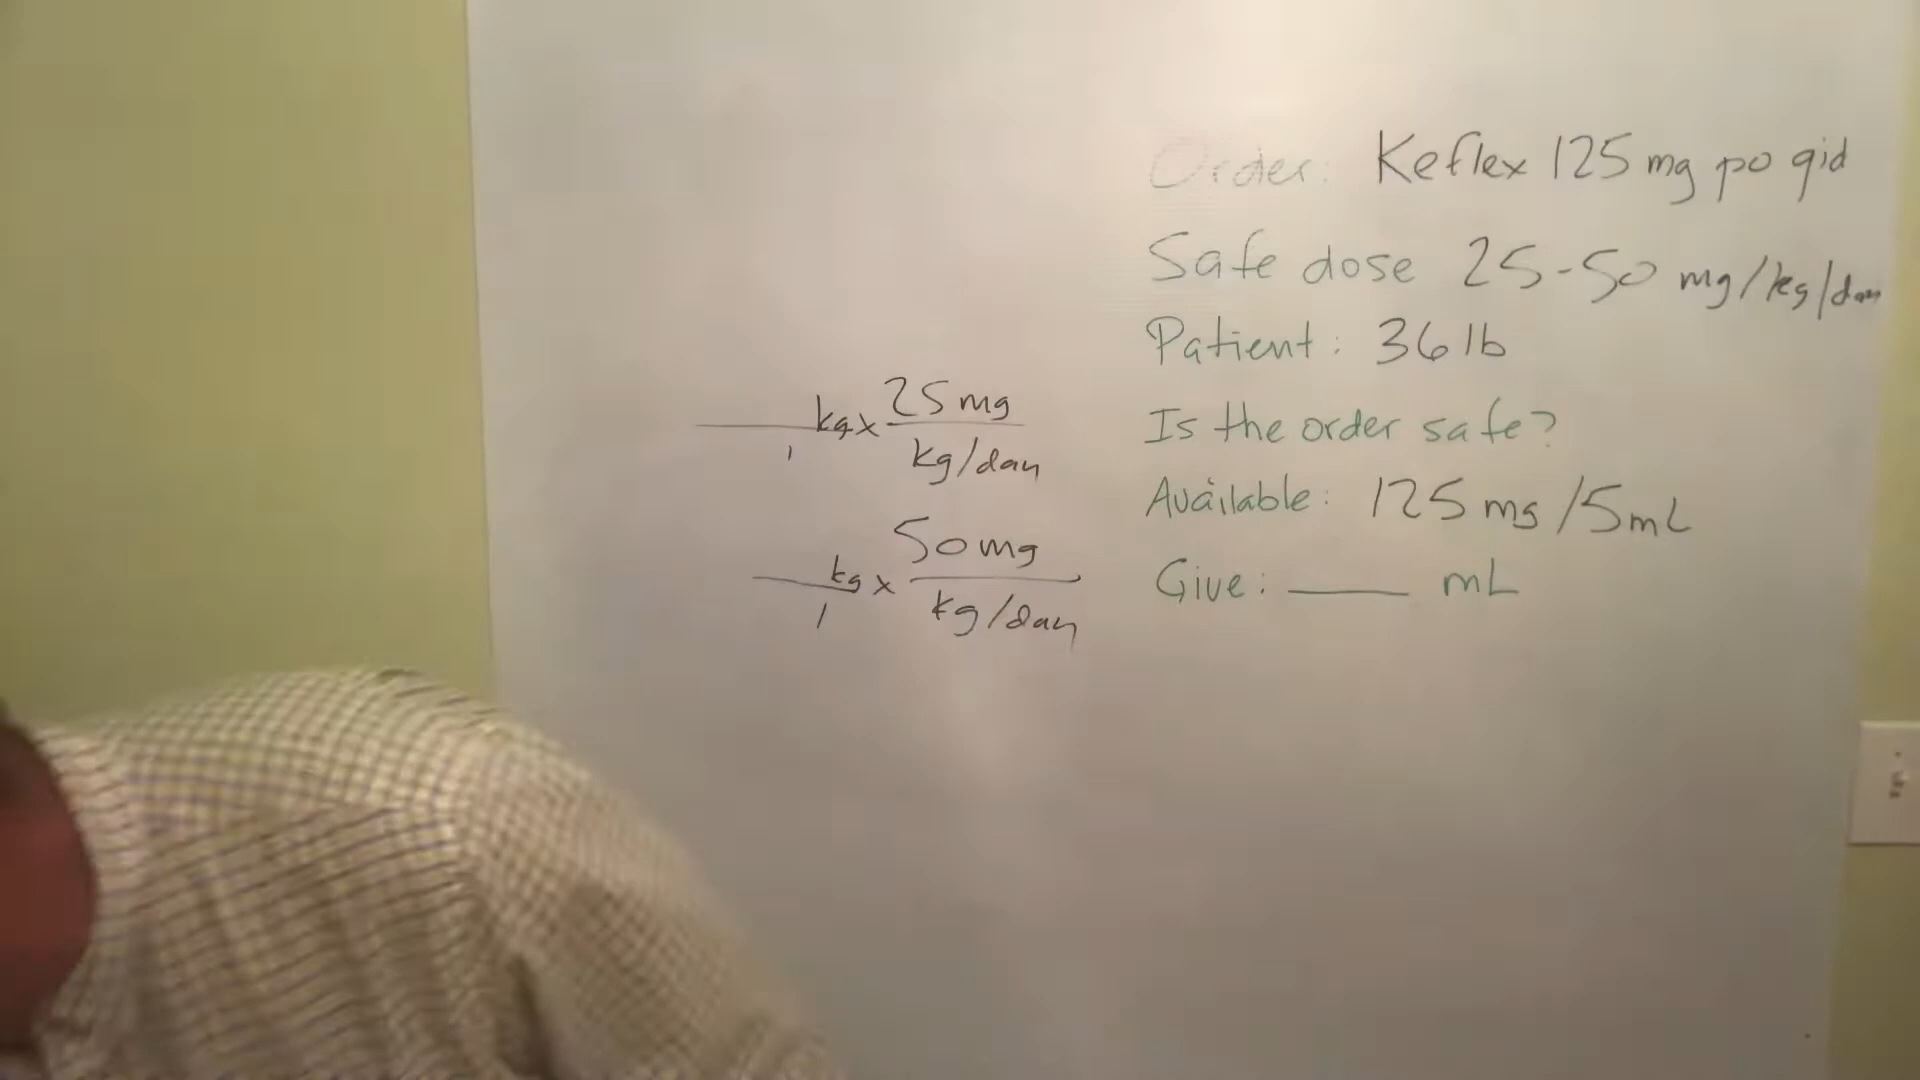 Order: Keflex 125 mg po qid
Safe dose 25-50 mg/kg/day
Patient: 36 lb
Is the order safe?
Available: 125 mg/5mL
Give: ____ mL
kg x 25 mg
1 kg/day
kg x 50 mg
1 kg/day